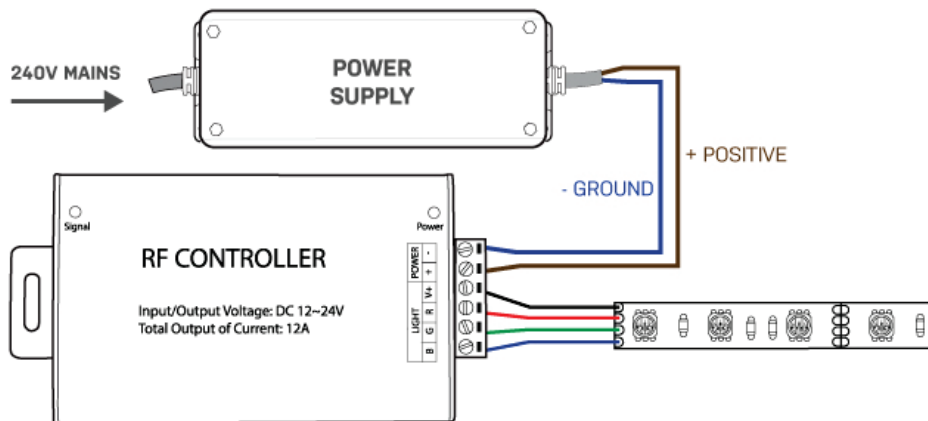 240V MAINS
POWER
SUPPLY
+ POSITIVE
- GROUND
Signal
Power
RF CONTROLLER
Input/Output Voltage: DC 12~24V
Total Output of Current: 12A
POWER
-
+
LIGHT
V+
R
G
B